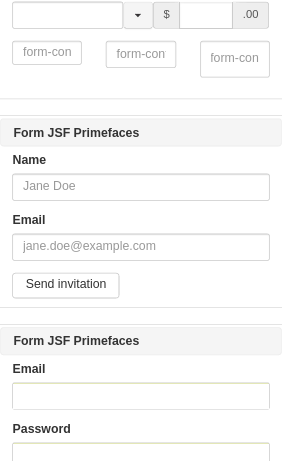 $ .00
form-con form-con form-con
Form JSF Primefaces
Name
Jane Doe
Email
jane.doe@example.com
Send invitation
Form JSF Primefaces
Email
Password